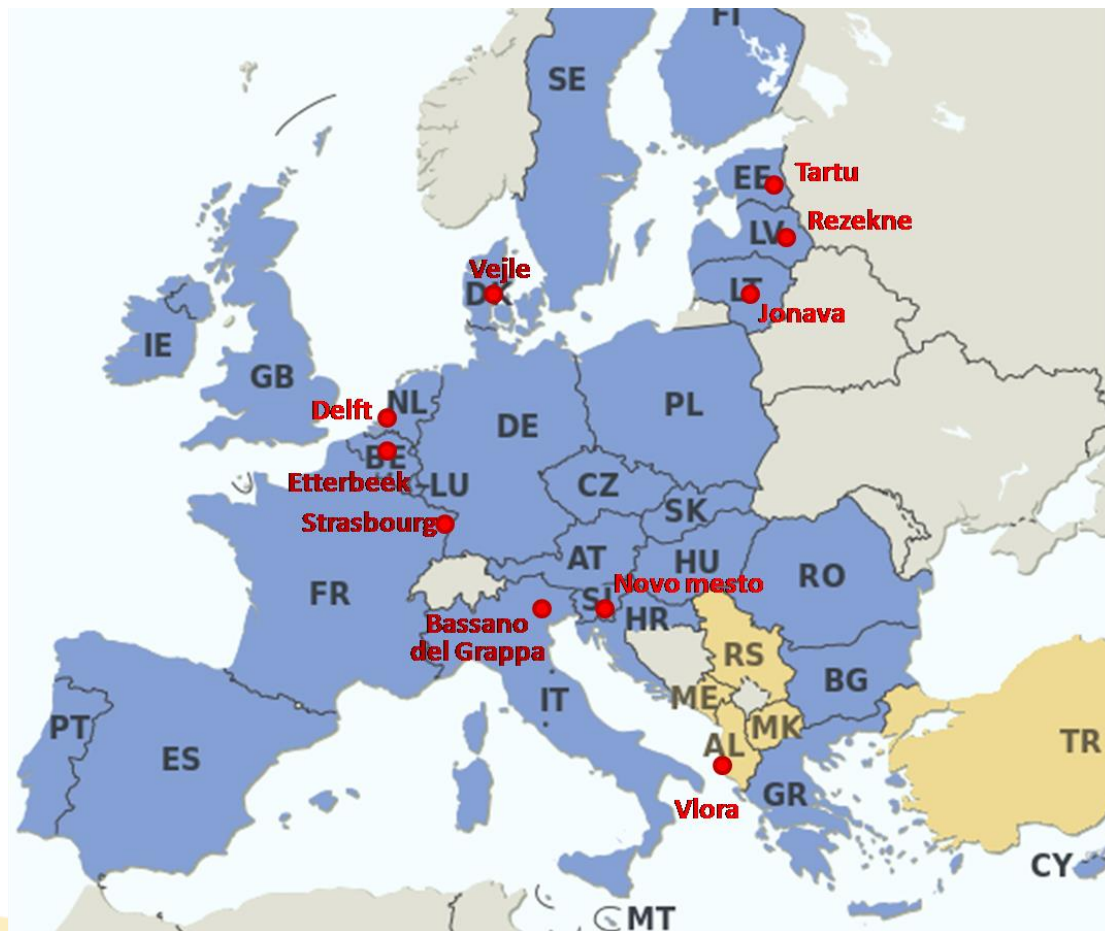 FI
SE
EE
Tartu
LV
Rezekne
Vejle
DK
LT
Jonava
IE
GB
Delft
NL
PL
DE
BE
Etterbeek
LU
CZ
Strasbourg
SK
AT
HU
Novo mesto
RO
SI
FR
HR
Bassano
del Grappa
RS
BG
IT
ME
MK
PT
ES
AL
TR
GR
Vlora
CY
MT